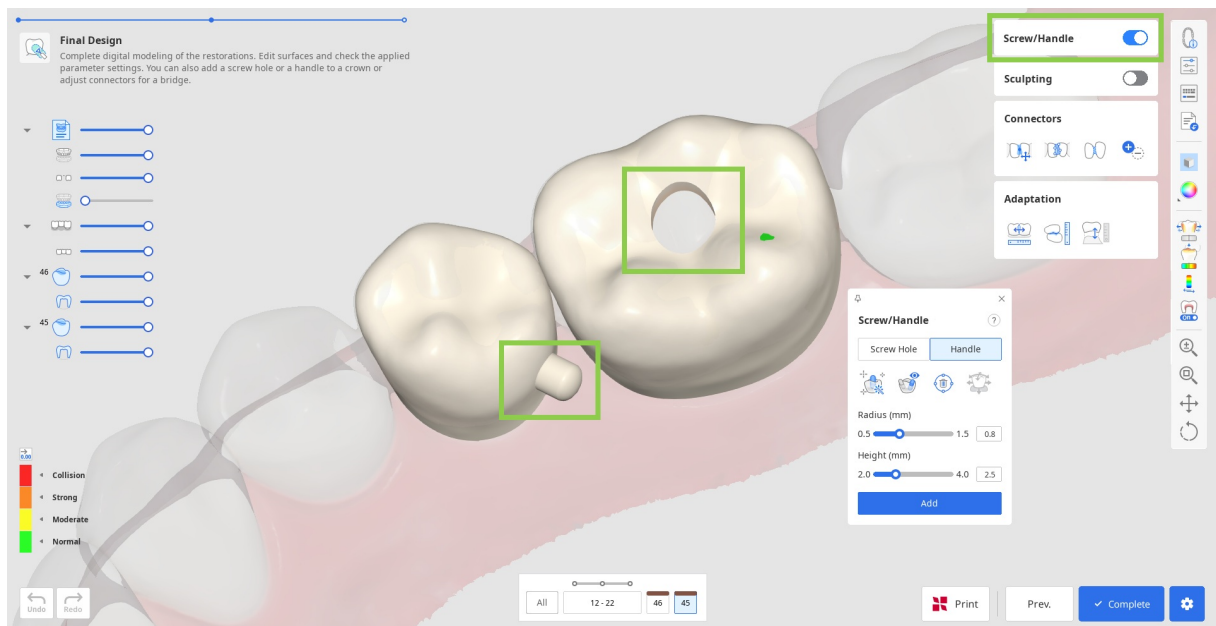 Final Design
Complete digital modeling of the restorations. Edit surfaces and check the applied
parameter settings. You can also add a screw hole or a handle to a crown or
adjust connectors for a bridge.
46
45
0.00
Collision
Strong
Moderate
Normal
Undo
Redo
Screw/Handle
Sculpting
Connectors
Adaptation
Screw/Handle
?
Screw Hole
Handle
Radius (mm)
0.5
1.5
0.8
Height (mm)
2.0
4.0
2.5
Add
ON
All
12 - 22
46
45
Print
Prev.
Complete